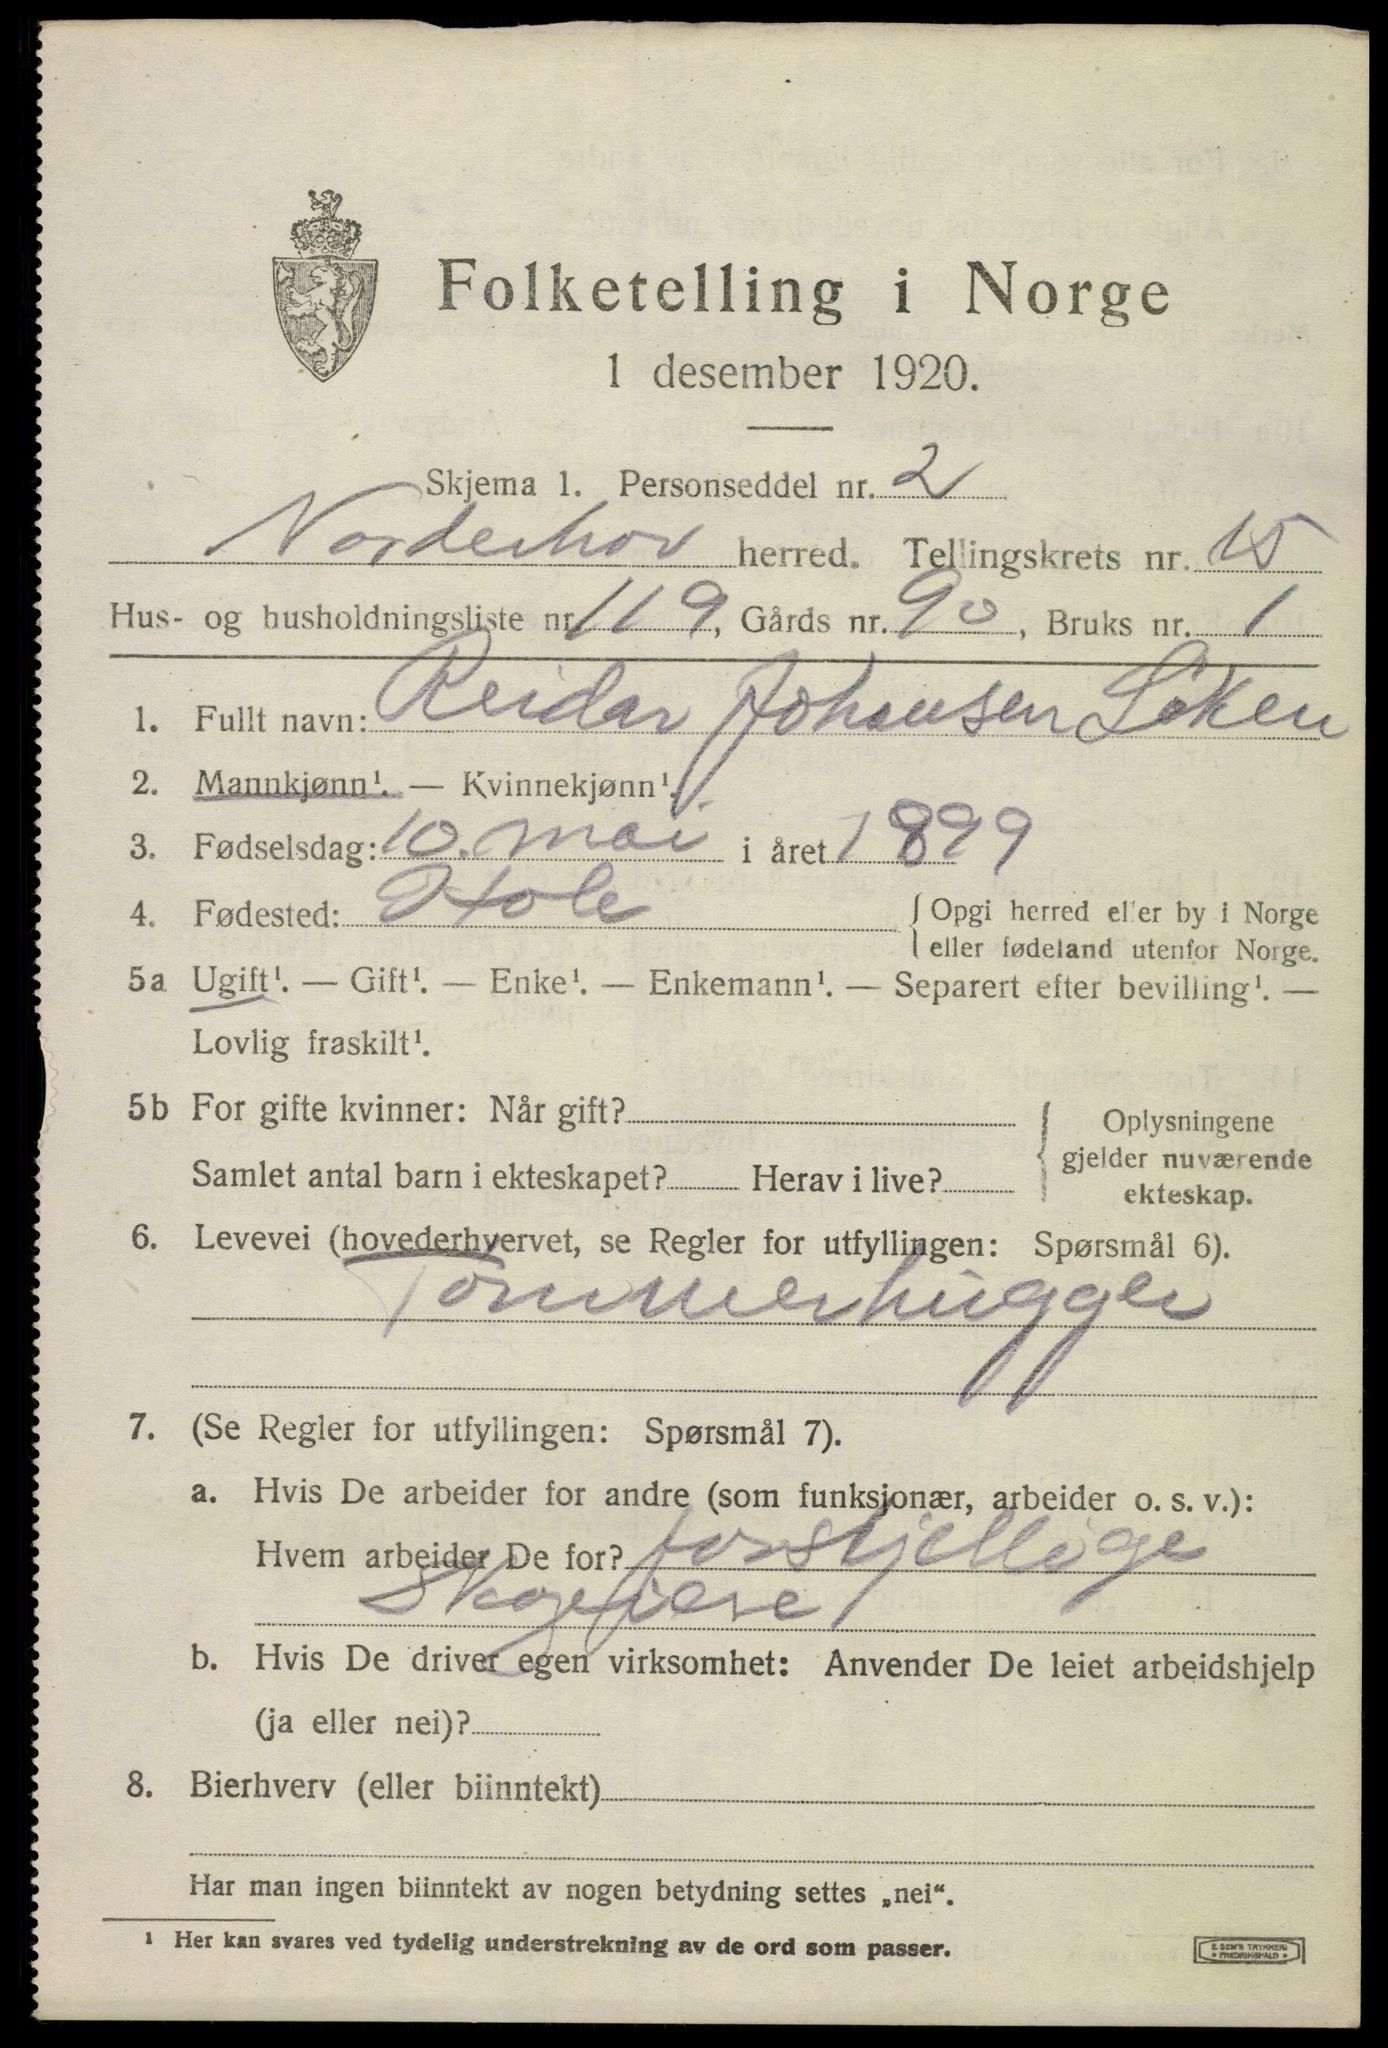 Folketelling i Norge
1 desember 1920.
Skjema 1. Personseddel nr. 2
Norderhov herred. Tellingskrets nr. 15
Hus- og husholdningsliste nr 119, Gårds nr. 90, Bruks nr. 1
1. Fullt navn: Reidar Johansen Løken
2. Mannkjønn¹. — Kvinnekjønn¹.
3. Fødselsdag: 10. mai i året 1899
4. Fødested: Hole { Opgi herred eller by i Norge
eller fødeland utenfor Norge.
5a Ugift¹. — Gift¹. — Enke¹. — Enkemann¹. — Separert efter bevilling¹. —
Lovlig fraskilt¹.
5b For gifte kvinner: Når gift?
Samlet antal barn i ekteskapet? Herav i live?
{ Oplysningene
gjelder nuværende
ekteskap.
6. Levevei (hovederhvervet, se Regler for utfyllingen: Spørsmål 6).
Tømmerhugger
7. (Se Regler for utfyllingen: Spørsmål 7).
a. Hvis De arbeider for andre (som funksjonær, arbeider o. s. v.):
Hvem arbeider De for? forskjellige
Skogeiere
b. Hvis De driver egen virksomhet: Anvender De leiet arbeidshjelp
(ja eller nei)?
8. Bierhverv (eller biinntekt)
Har man ingen biinntekt av nogen betydning settes „nei“.
¹ Her kan svares ved tydelig understrekning av de ord som passer.
E. SEM'S TRYKKERI
* FREDRIKSHALD *